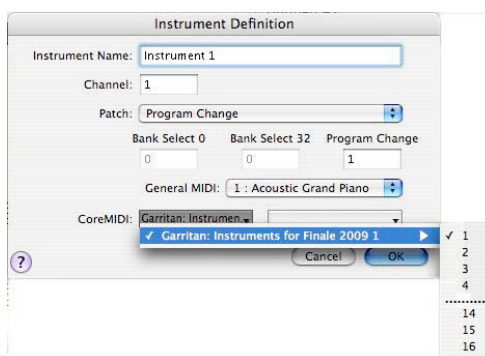 Instrument Definition
Instrument Name: Instrument 1
Channel: 1
Patch: Program Change
Bank Select 0 Bank Select 32 Program Change
0 0 1
General MIDI: 1 : Acoustic Grand Piano
CoreMIDI: Garritan: Instrumen
✓ Garritan: Instruments for Finale 2009 1
✓ 1
? Cancel OK
2
3
4
14
15
16